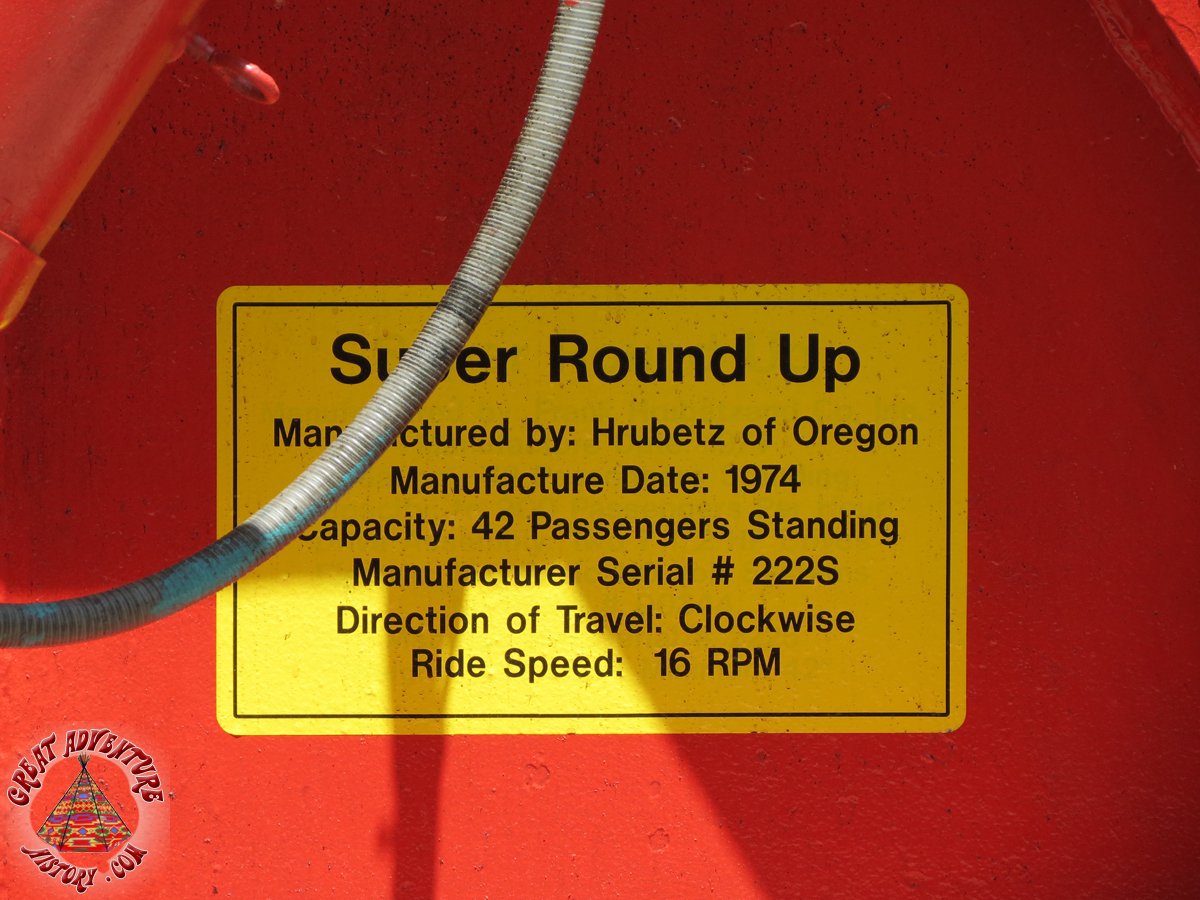 Super Round Up
Manufactured by: Hrubetz of Oregon
Manufacture Date: 1974
Capacity: 42 Passengers Standing
Manufacturer Serial # 222S
Direction of Travel: Clockwise
Ride Speed: 16 RPM
GREAT ADVENTURE
HISTORY.COM